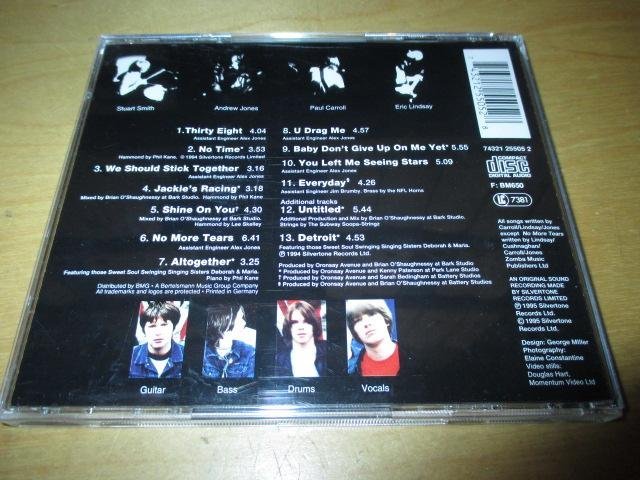 Stuart Smith
Andrew Jones
Paul Carroll
Eric Lindsay
1.Thirty Eight 4.04
Assistant Engineer Alex Jones
2. No Time* 3.53
Hammond by Phil Kane. ℗ 1994 Silvertone Records Limited
3. We Should Stick Together* 3.16
Assistant Engineer Alex Jones
4. Jackie's Racing* 3.18
Mixed by Brian O'Shaughnessy at Bark Studio. Hammond by Phil Kane
5. Shine On You† 4.30
Mixed by Brian O'Shaughnessy at Bark Studio.
Hammond by Lee Skelley
6. No More Tears 6.41
Assistant Engineer Alex Jones
7. Altogether* 3.25
Featuring those Sweet Soul Swinging Singing Sisters Deborah & Maria.
Piano by Phil Kane
Distributed by BMG • A Bertelsmann Music Group Company
All trademarks and logos are protected • Printed in Germany
8. U Drag Me 4.57
Assistant Engineer Alex Jones
9. Baby Don't Give Up On Me Yet* 5.55
10. You Left Me Seeing Stars 5.09
Assistant Engineer Alex Jones
11. Everyday 4.26
Assistant Engineer Jim Brumby. Brass by the NFL Horns
Additional tracks
12. Untitled* 5.44
Additional Production and Mix by Brian O'Shaughnessy at Bark Studio.
Strings by The Subway Soops-Strings!
13. Detroit* 4.53
Featuring those Sweet Soul Swinging Singing Sisters Deborah & Maria.
℗ 1994 Silvertone Records Ltd.
Produced by Oronsay Avenue and Brian O'Shaughnessy at Bark Studios
* Produced by Oronsay Avenue and Kenny Paterson at Park Lane Studio
† Produced by Oronsay Avenue and Sarah Bedingham at Battery Studios
Produced by Oronsay Avenue and Brian O'Shaughnessy at Battery Studios
74321 25505 2
COMPACT
disc
DIGITAL AUDIO
F: BM650
LC
7381
All songs written by
Carroll/Lindsay/Jones
except No More Tears
written by Lindsay/
Cushnaghan/
Carroll/Jones
Zomba Music
Publishers Ltd
AN ORIGINAL SOUND
RECORDING MADE
BY SILVERTONE
RECORDS LIMITED
℗ 1995 Silvertone
Records Ltd.
© 1995 Silvertone
Records Ltd.
Design: George Miller
Photography:
Elaine Constantine
Video stills:
Douglas Hart,
Momentum Video Ltd
Guitar
Bass
Drums
Vocals